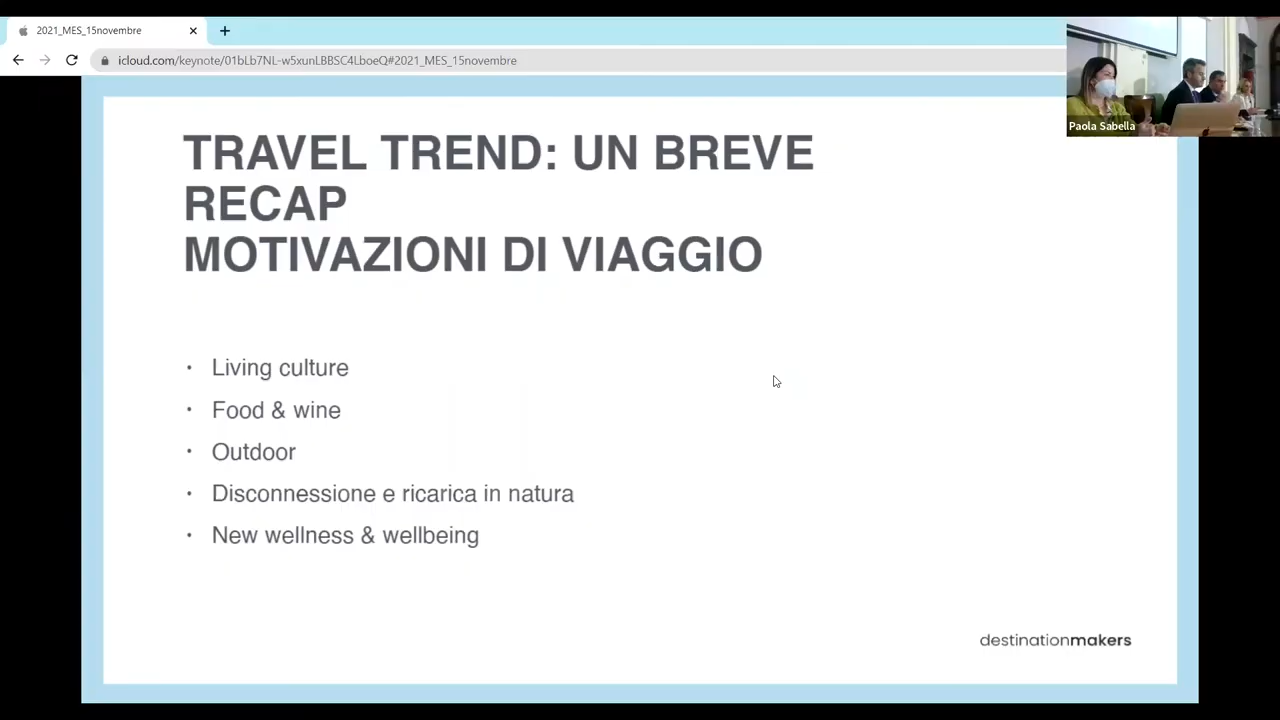 2021_MES_15novembre
icloud.com/keynote/01bLb7NL-w5xunLBBSC4LboeQ#2021_MES_15novembre
Paola Sabella
TRAVEL TREND: UN BREVE
RECAP
MOTIVAZIONI DI VIAGGIO
• Living culture
• Food & wine
• Outdoor
• Disconnessione e ricarica in natura
• New wellness & wellbeing
destinationmakers